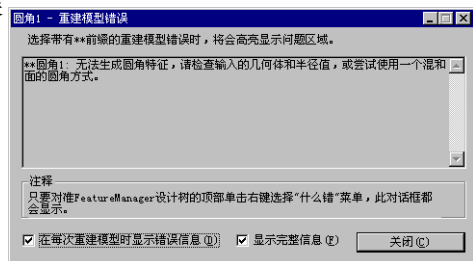 圆角1 - 重建模型错误
选择带有**前缀的重建模型错误时，将会高亮显示问题区域。
**圆角1: 无法生成圆角特征，请检查输入的几何体和半径值，或尝试使用一个混和
面的圆角方式。
注释
只要对准FeatureManager设计树的顶部单击右键选择“什么错”菜单，此对话框都
会显示。
在每次重建模型时显示错误信息(D)
显示完整信息(F)
关闭(C)